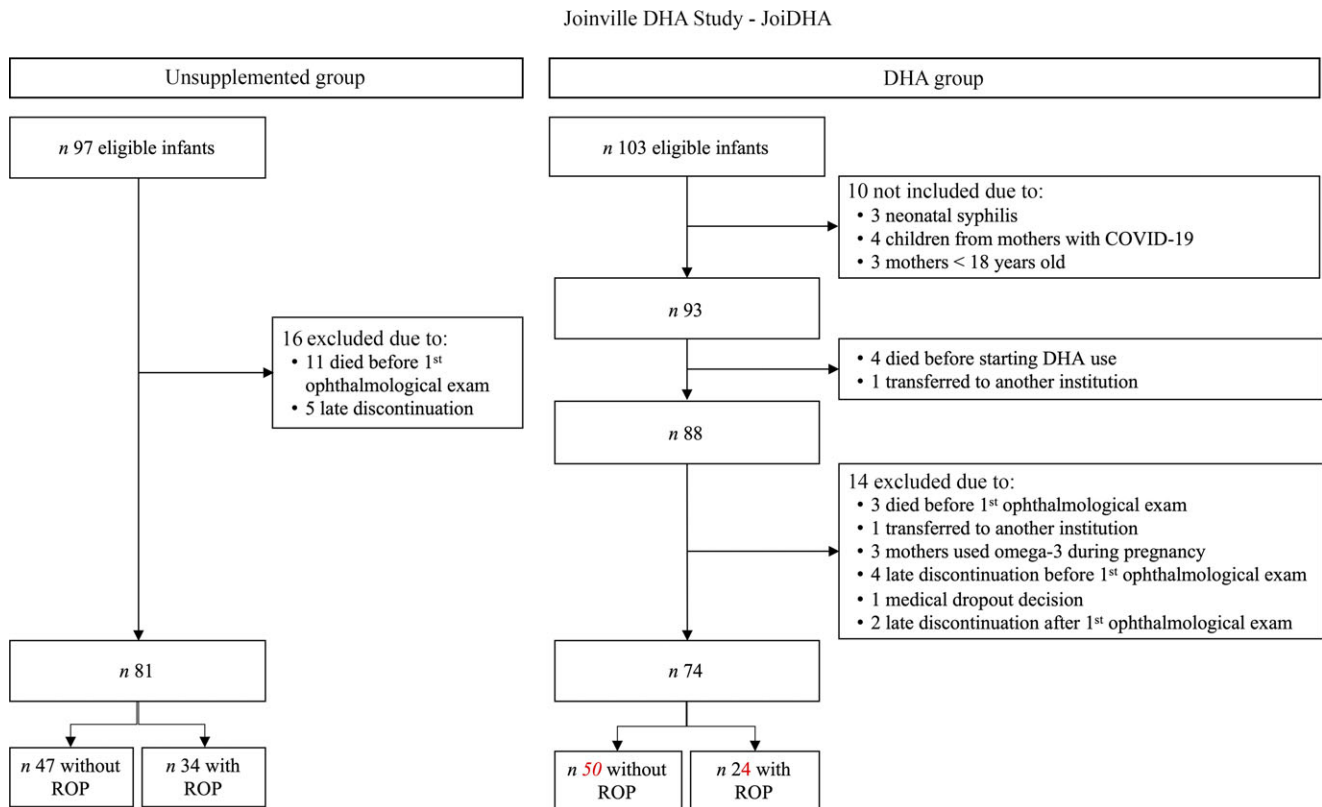 Joinville DHA Study - JoiDHA
Unsupplemented group
n 97 eligible infants
16 excluded due to:
• 11 died before 1st
ophthalmological exam
• 5 late discontinuation
n 81
n 47 without
ROP
n 34 with
ROP
DHA group
n 103 eligible infants
10 not included due to:
• 3 neonatal syphilis
• 4 children from mothers with COVID-19
• 3 mothers < 18 years old
n 93
• 4 died before starting DHA use
• 1 transferred to another institution
n 88
14 excluded due to:
• 3 died before 1st ophthalmological exam
• 1 transferred to another institution
• 3 mothers used omega-3 during pregnancy
• 4 late discontinuation before 1st ophthalmological exam
• 1 medical dropout decision
• 2 late discontinuation after 1st ophthalmological exam
n 74
n 50 without
ROP
n 24 with
ROP